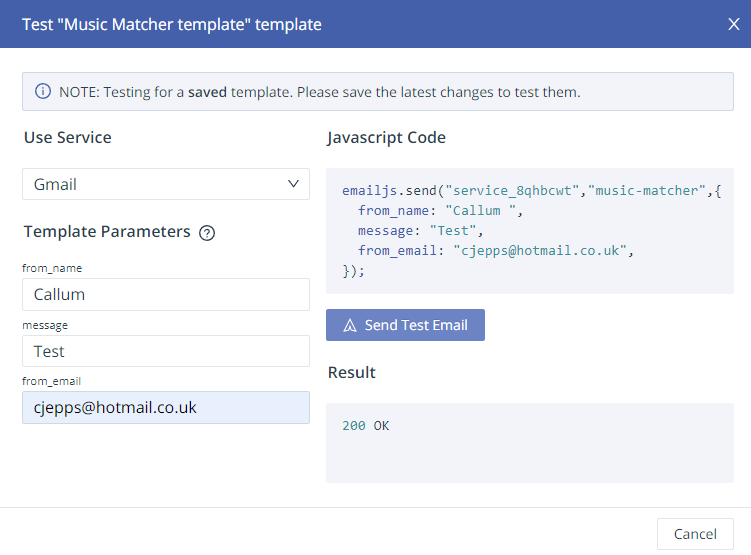 Test "Music Matcher template" template
X
NOTE: Testing for a saved template. Please save the latest changes to test them.
Use Service
Gmail
Template Parameters ?
from_name
Callum
message
Test
from_email
cjepps@hotmail.co.uk
Javascript Code
emailjs.send("service_8qhbcwt","music-matcher",{
from_name: "Callum ",
message: "Test",
from_email: "cjepps@hotmail.co.uk",
});
Send Test Email
Result
200 OK
Cancel